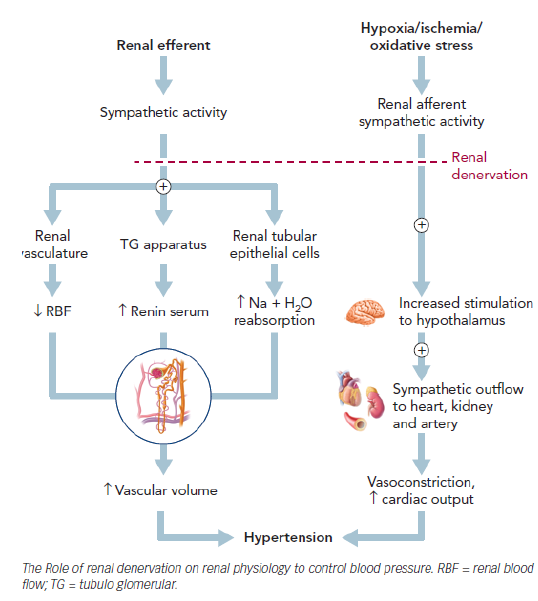 Renal efferent
Hypoxia/ischemia/
oxidative stress
Sympathetic activity
Renal afferent
sympathetic activity
Renal
denervation
+
+
Renal
vasculature
TG apparatus
Renal tubular
epithelial cells
↓ RBF
↑ Renin serum
↑ Na + H₂O
reabsorption
Increased stimulation
to hypothalamus
+
Sympathetic outflow
to heart, kidney
and artery
↑ Vascular volume
Vasoconstriction,
↑ cardiac output
Hypertension
The Role of renal denervation on renal physiology to control blood pressure. RBF = renal blood
flow; TG = tubulo glomerular.